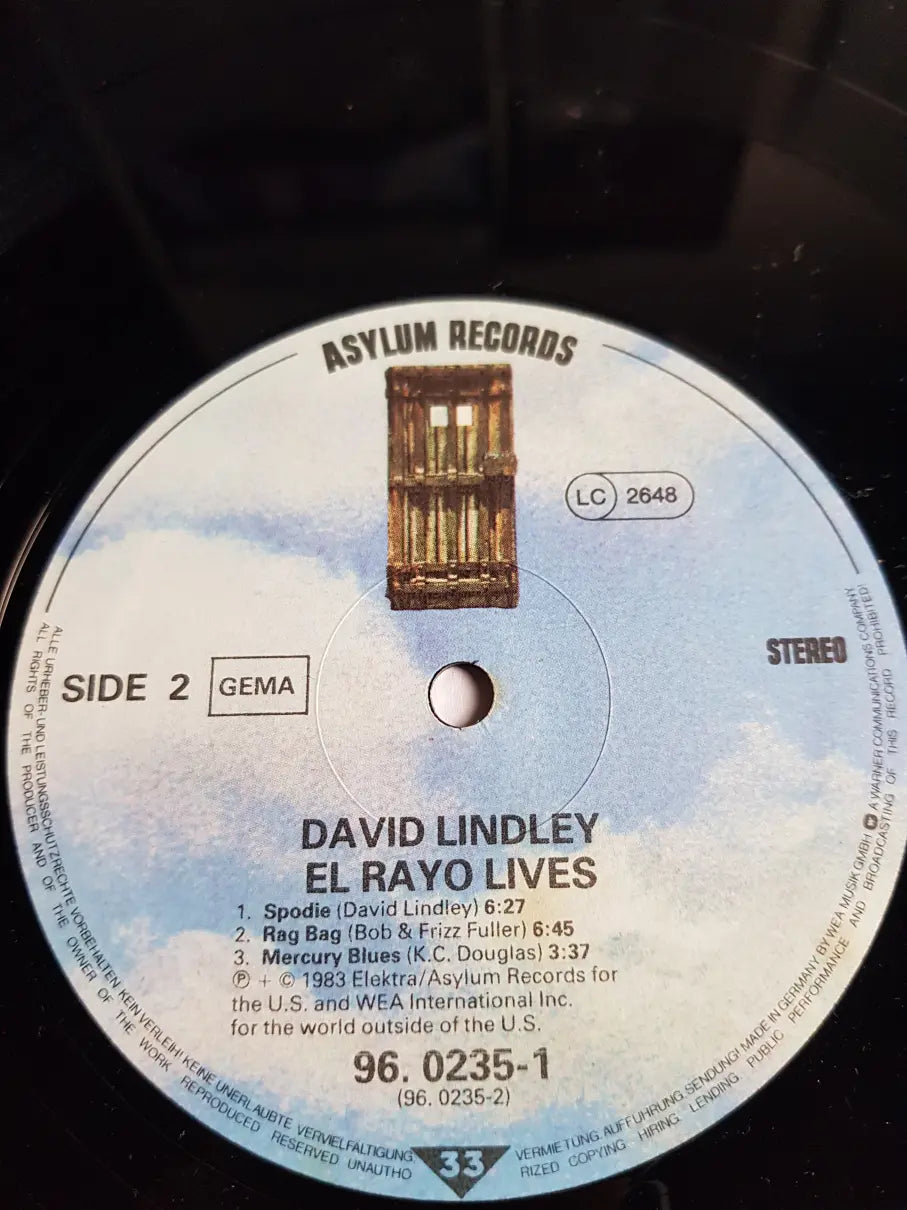 ASYLUM RECORDS
LC 2648
STEREO
SIDE 2 GEMA
DAVID LINDLEY
EL RAYO LIVES
1. Spodie (David Lindley) 6:27
2. Rag Bag (Bob & Frizz Fuller) 6:45
3. Mercury Blues (K.C. Douglas) 3:37
℗ + © 1983 Elektra/Asylum Records for
the U.S. and WEA International Inc.
for the world outside of the U.S.
96. 0235-1
(96. 0235-2)
33
ALLE URHEBER- UND LEISTUNGSSCHUTZRECHTE VORBEHALTEN KEIN VERLEIH! KEINE UNERLAUBTE VERVIELFÄLTIGUNG, VERMIETUNG, AUFFÜHRUNG, SENDUNG! MADE IN GERMANY BY WEA MUSIK GMBH A WARNER COMMUNICATIONS COMPANY
ALL RIGHTS OF THE PRODUCER AND OF THE OWNER OF THE WORK REPRODUCED RESERVED UNAUTHO RIZED COPYING, HIRING, LENDING PUBLIC PERFORMANCE AND BROADCASTING OF THIS RECORD PROHIBITED!